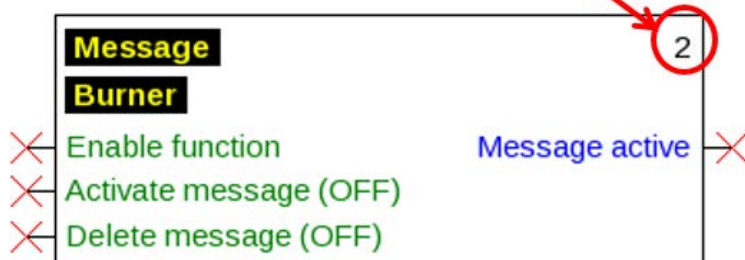 Message 2
Burner
Enable function Message active
Activate message (OFF)
Delete message (OFF)